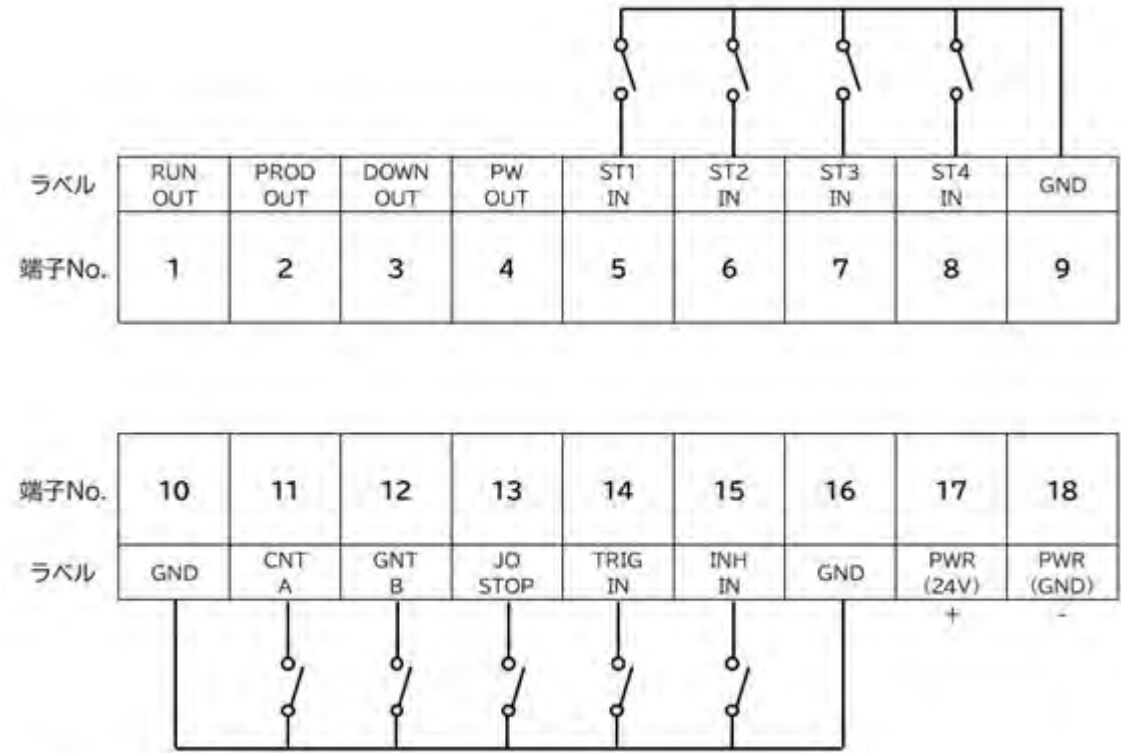 ラベル
RUN OUT
PROD OUT
DOWN OUT
PW OUT
ST1 IN
ST2 IN
ST3 IN
ST4 IN
GND
端子No.
1 2 3 4 5 6 7 8 9
端子No.
10 11 12 13 14 15 16 17 18
ラベル
GND
CNT A
GNT B
JO STOP
TRIG IN
INH IN
GND
PWR (24V)
PWR (GND)
+ -